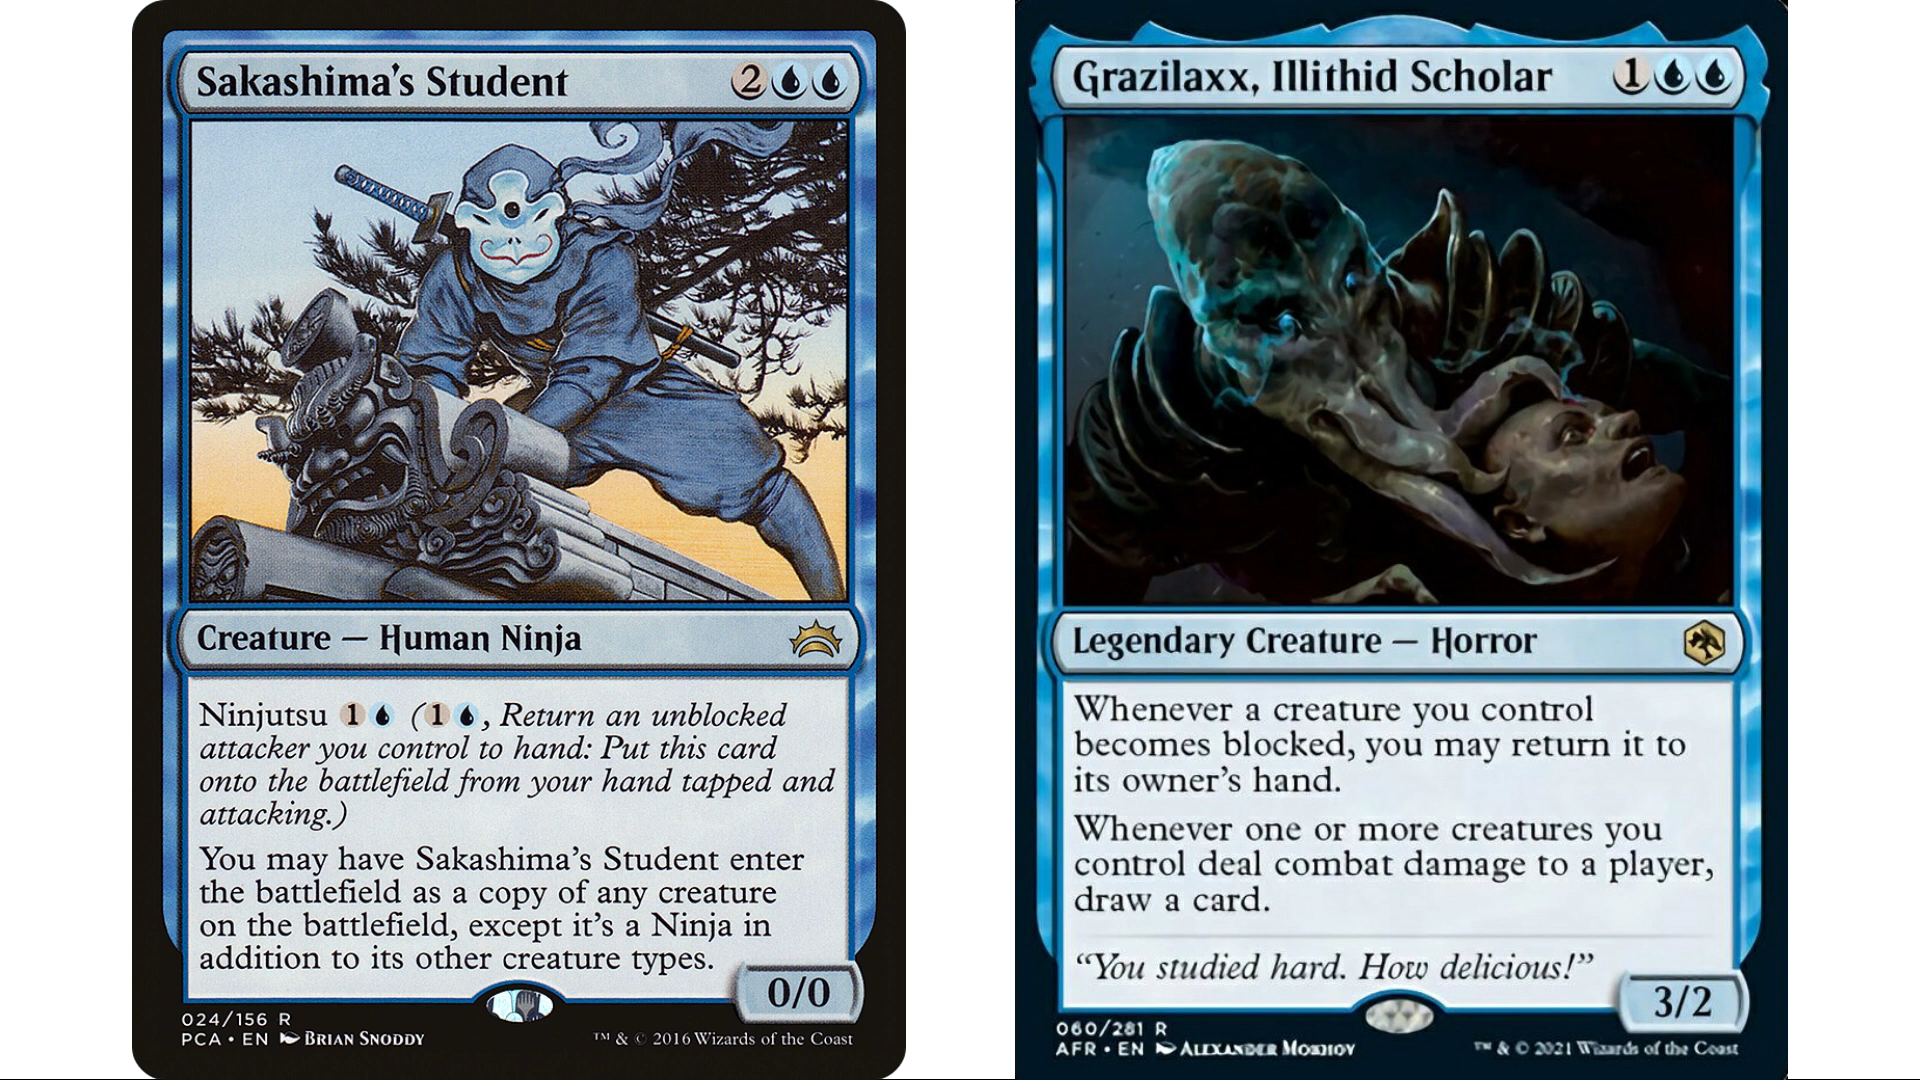 Sakashima's Student 2
Creature — Human Ninja
Ninjutsu 1 (1, Return an unblocked
attacker you control to hand: Put this card
onto the battlefield from your hand tapped and
attacking.)
You may have Sakashima's Student enter
the battlefield as a copy of any creature
on the battlefield, except it's a Ninja in
addition to its other creature types.
0/0
024/156 R
PCA • EN BRIAN SNODDY
™ & © 2016 Wizards of the Coast
Grazilaxx, Illithid Scholar 1
Legendary Creature — Horror
Whenever a creature you control
becomes blocked, you may return it to
its owner's hand.
Whenever one or more creatures you
control deal combat damage to a player,
draw a card.
"You studied hard. How delicious!"
3/2
060/281 R
AFR • EN ALEXANDER MOKHOV
™ & © 2021 Wizards of the Coast